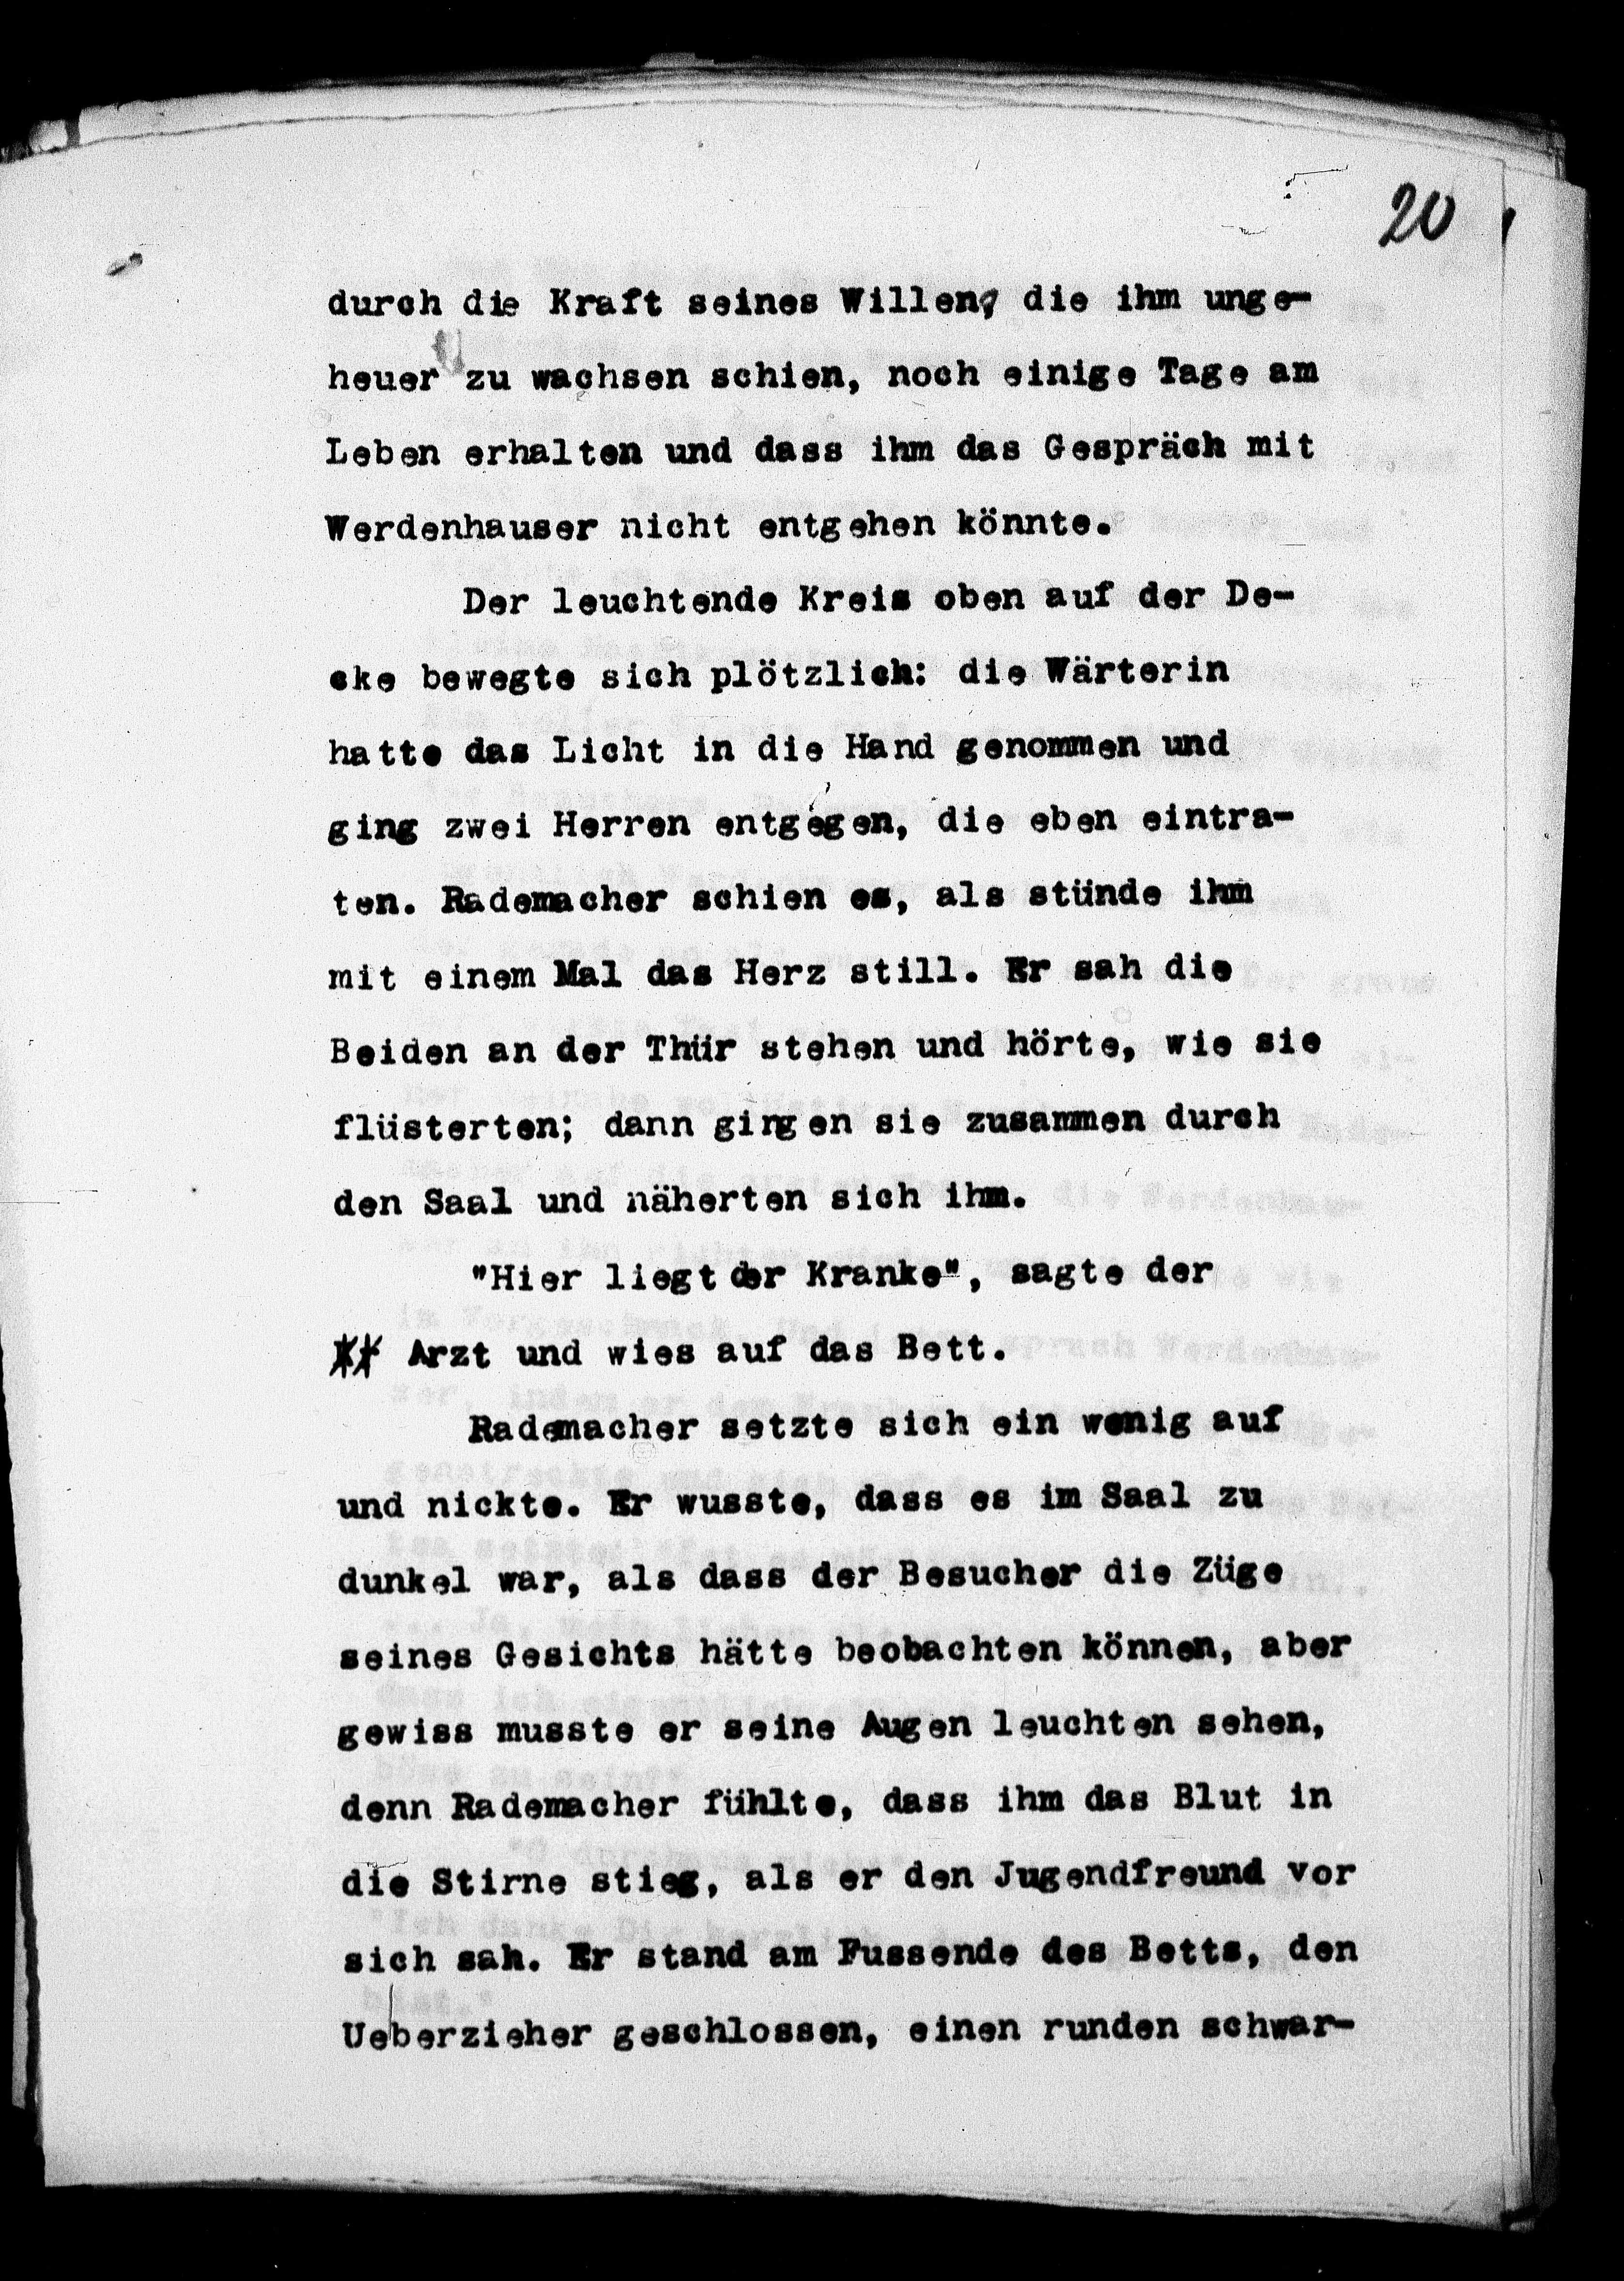 20
durch die Kraft seines Willens, die ihm unge-
heuer zu wachsen schien, noch einige Tage am
Leben erhalten und dass ihm das Gespräch mit
Werdenhauser nicht entgehen könnte.
Der leuchtende Kreis oben auf der De-
cke bewegte sich plötzlich: die Wärterin
hatte das Licht in die Hand genommen und
ging zwei Herren entgegen, die eben eintra-
ten. Rademacher schien es, als stünde ihm
mit einem Mal das Herz still. Er sah die
Beiden an der Thür stehen und hörte, wie sie
flüsterten; dann gingen sie zusammen durch
den Saal und näherten sich ihm.
"Hier liegt der Kranke", sagte der
Arzt und wies auf das Bett.
Rademacher setzte sich ein wenig auf
und nickte. Er wusste, dass es im Saal zu
dunkel war, als dass der Besucher die Züge
seines Gesichts hätte beobachten können, aber
gewiss musste er seine Augen leuchten sehen,
denn Rademacher fühlte, dass ihm das Blut in
die Stirne stieg, als er den Jugendfreund vor
sich sah. Er stand am Fussende des Betts, den
Ueberzieher geschlossen, einen runden schwar-